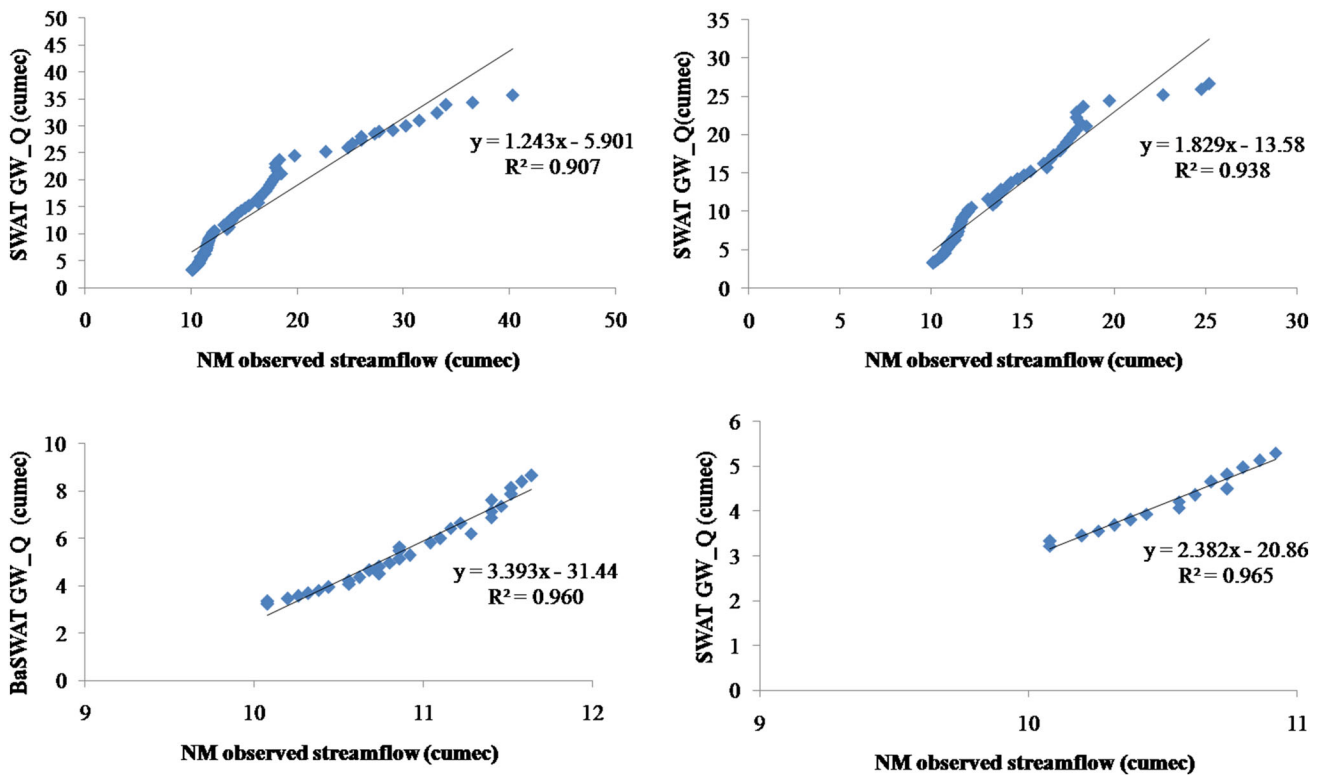 SWAT GW_Q (cumec)
50
45
40
35
30
25
20
15
10
5
0
0 10 20 30 40 50
NM observed streamflow (cumec)
y = 1.243x - 5.901
R² = 0.907
SWAT GW_Q(cumec)
35
30
25
20
15
10
5
0
0 5 10 15 20 25 30
NM observed streamflow (cumec)
y = 1.829x - 13.58
R² = 0.938
BaSWAT GW_Q (cumec)
10
8
6
4
2
0
9 10 11 12
NM observed streamflow (cumec)
y = 3.393x - 31.44
R² = 0.960
SWAT GW_Q (cumec)
6
5
4
3
2
1
0
9 10 11
NM observed streamflow (cumec)
y = 2.382x - 20.86
R² = 0.965